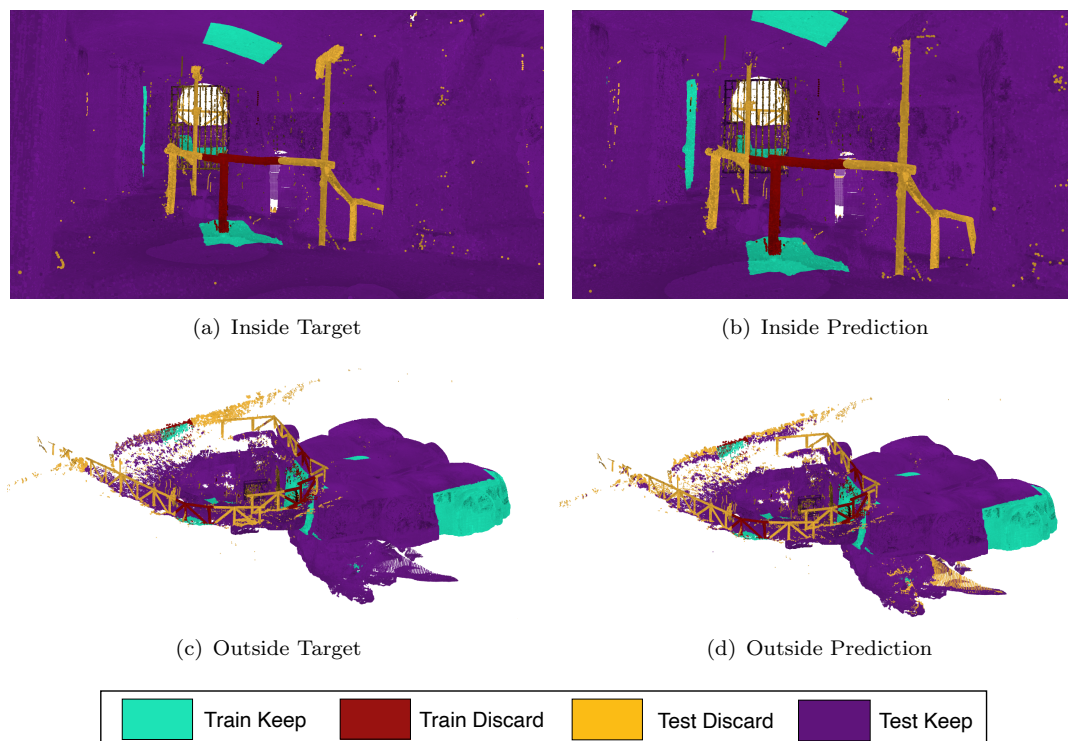 (a) Inside Target
(b) Inside Prediction
(c) Outside Target
(d) Outside Prediction
Train Keep
Train Discard
Test Discard
Test Keep